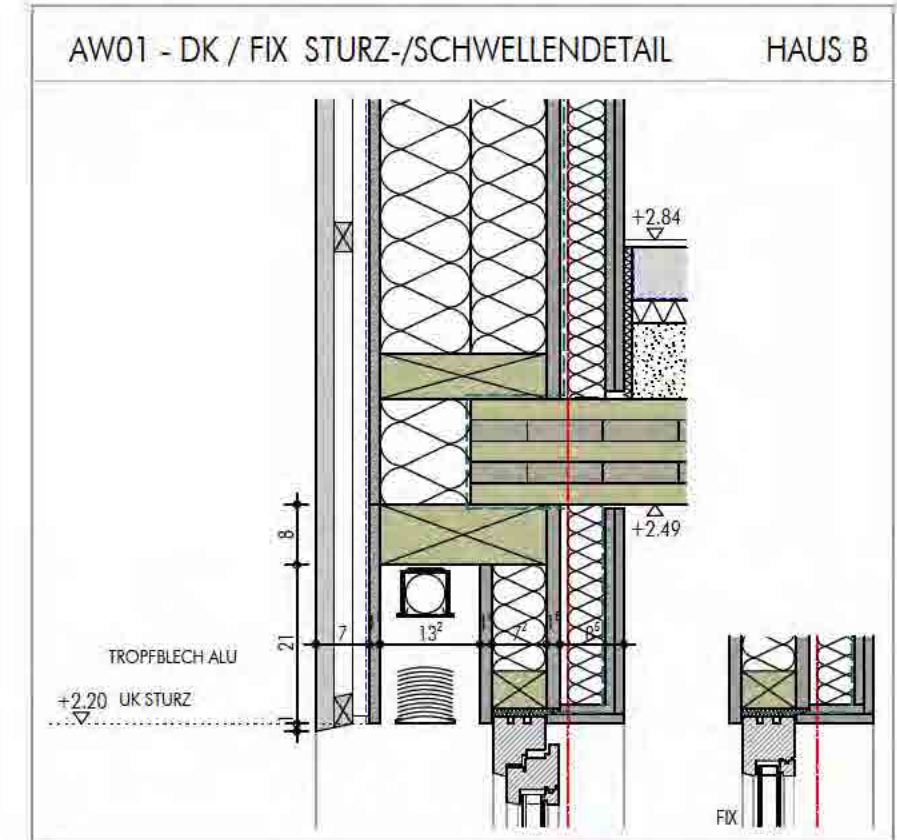 AW01 - DK / FIX STURZ-/SCHWELLENDETAIL HAUS B
+2.84
+2.49
8
21
7 13² 7² 6⁵
TROPFBLECH ALU
+2.20 UK STURZ
FIX